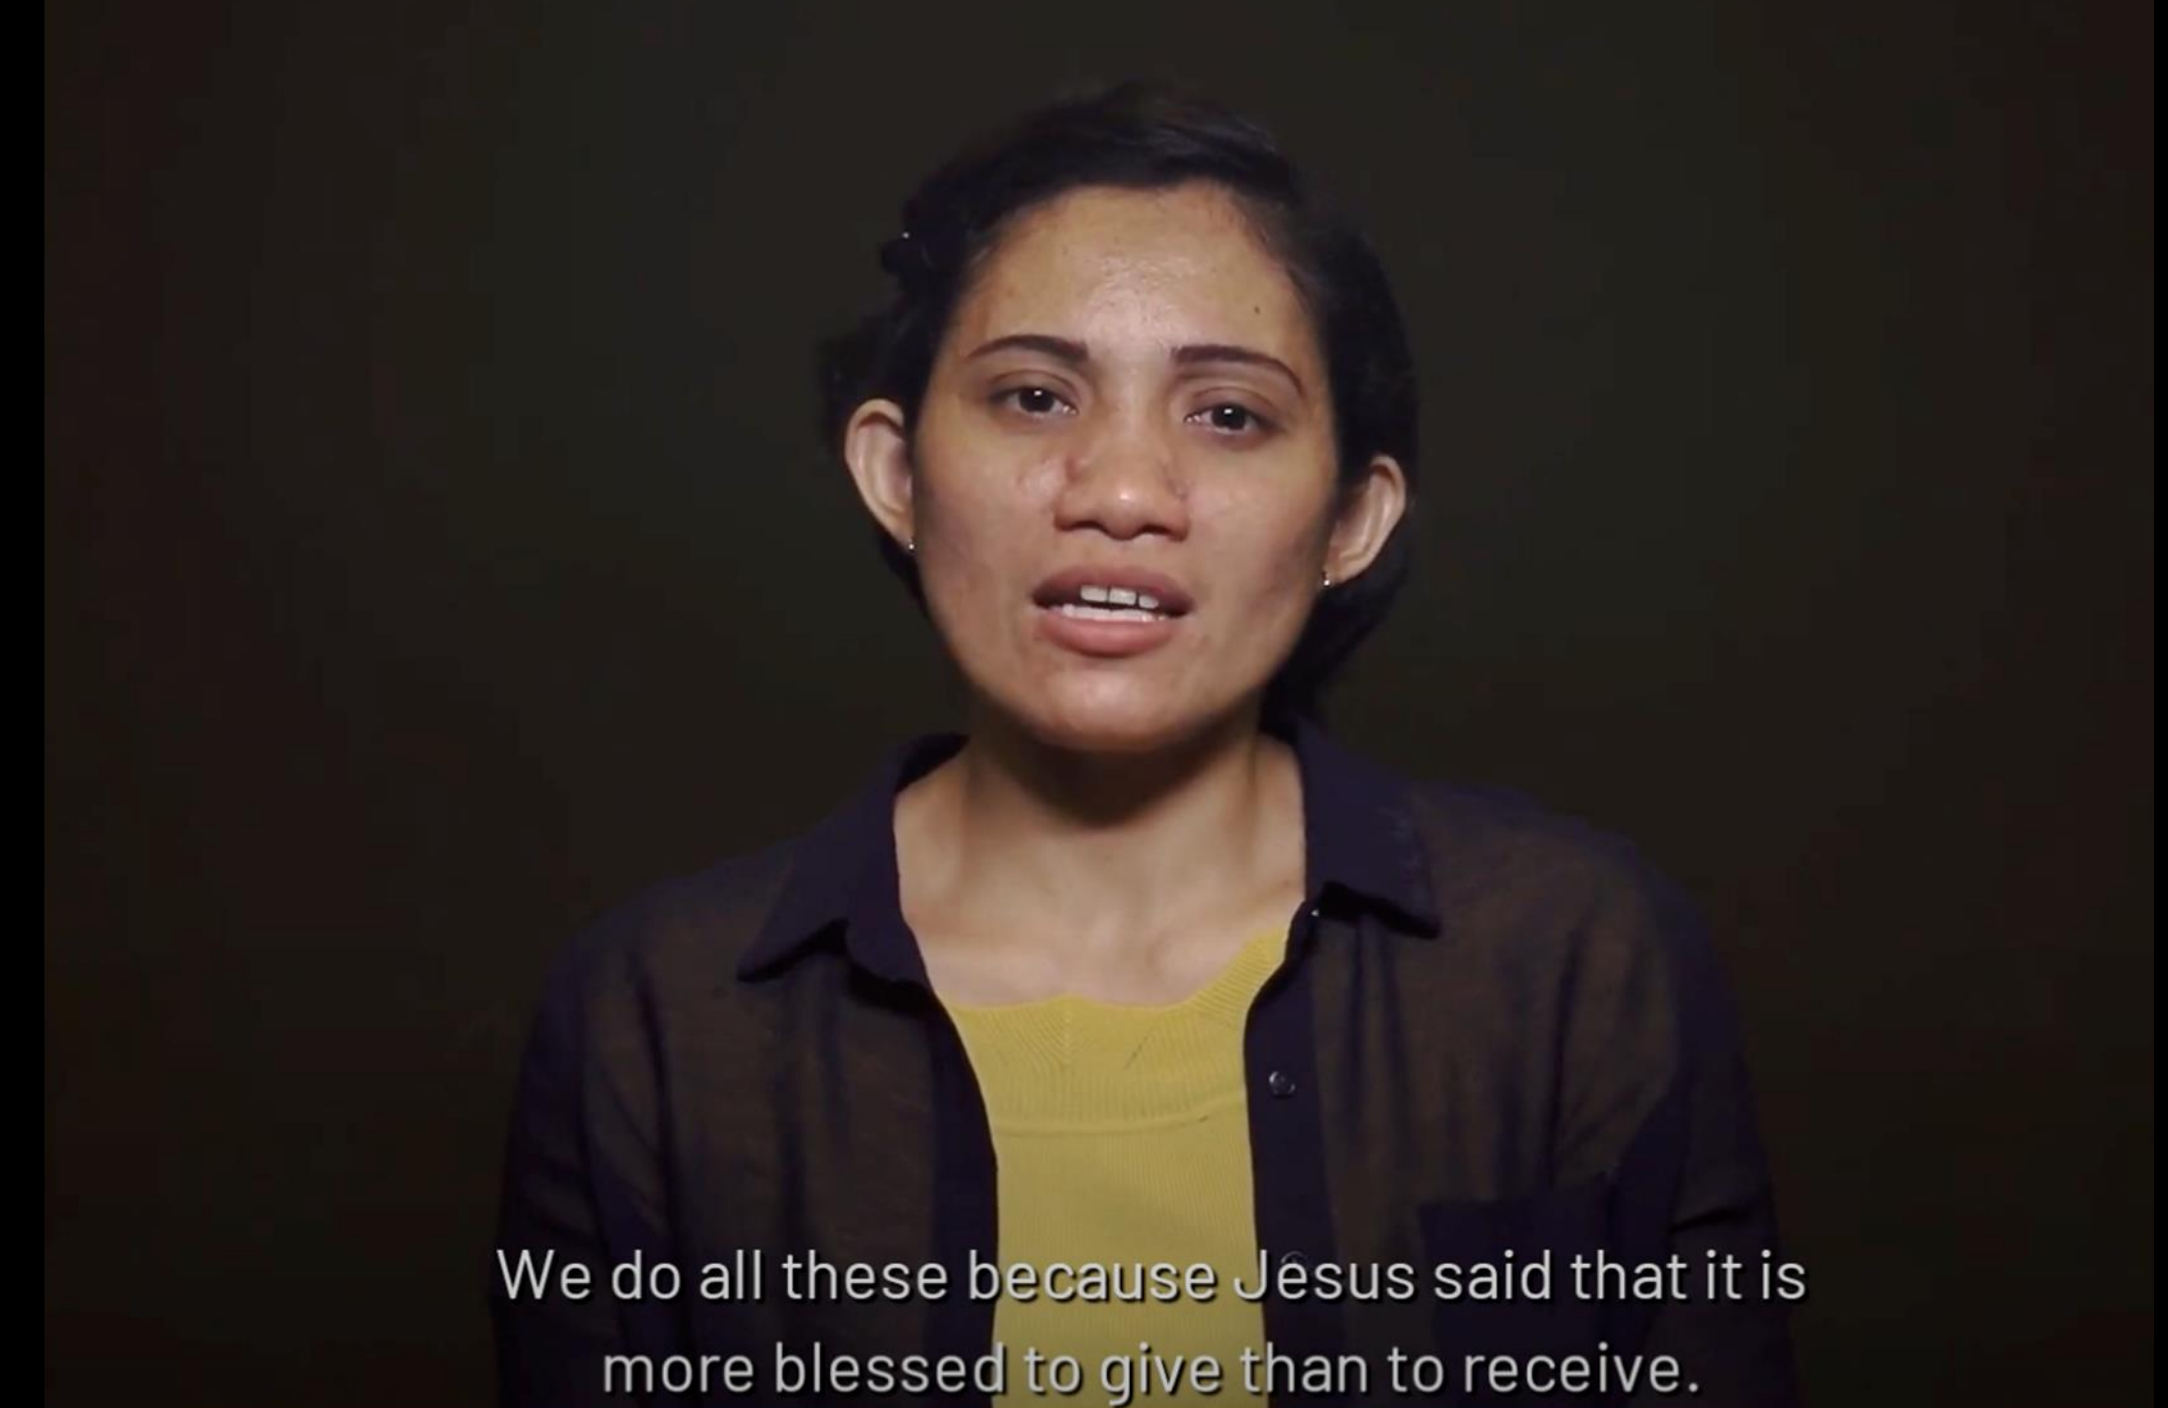 We do all these because Jesus said that it is
more blessed to give than to receive.